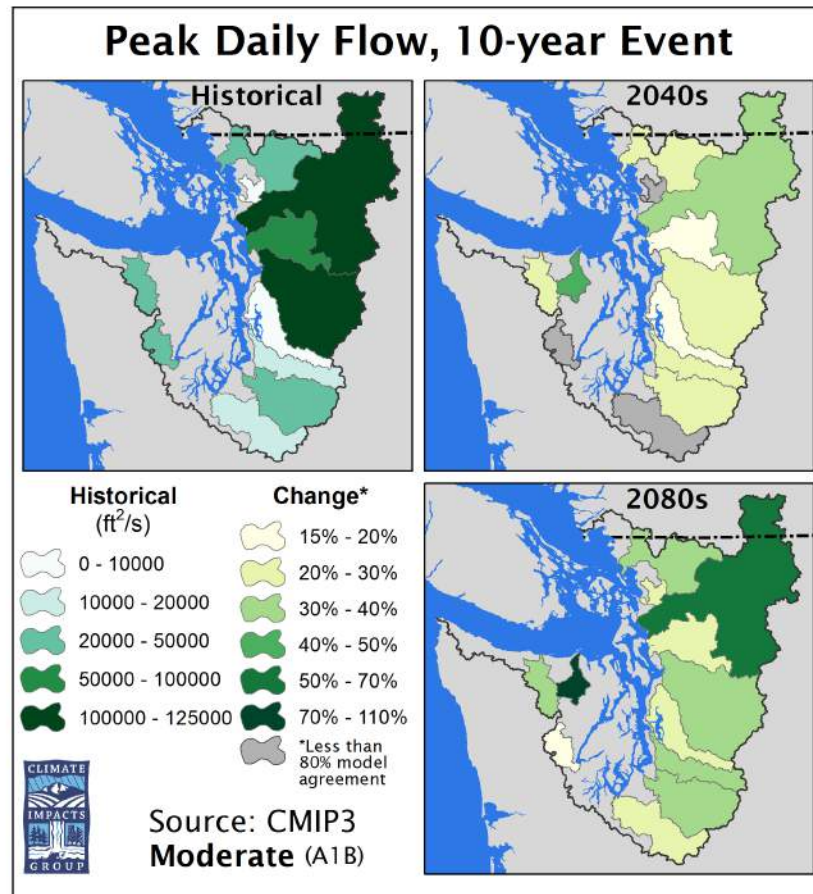 Peak Daily Flow, 10-year Event
Historical
2040s
Historical
(ft²/s)
0 - 10000
10000 - 20000
20000 - 50000
50000 - 100000
100000 - 125000
Change*
15% - 20%
20% - 30%
30% - 40%
40% - 50%
50% - 70%
70% - 110%
*Less than
80% model
agreement
2080s
CLIMATE
IMPACTS
GROUP
Source: CMIP3
Moderate (A1B)